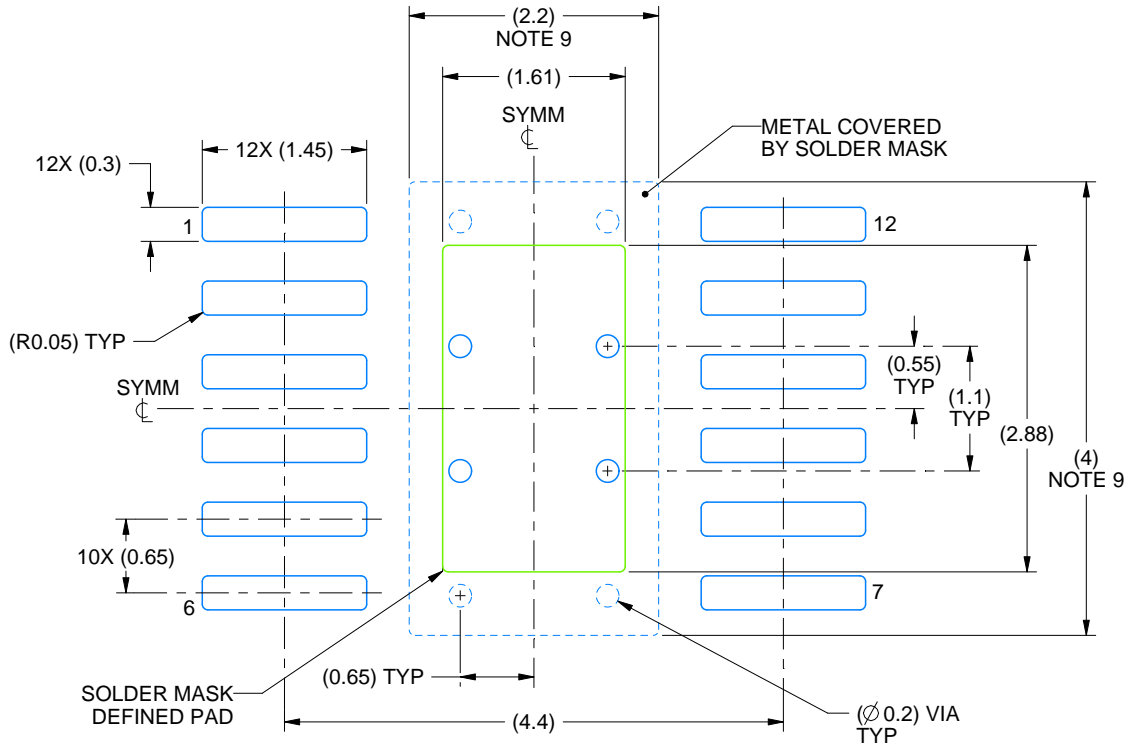 (2.2)
NOTE 9
(1.61)
SYMM
℄
METAL COVERED
BY SOLDER MASK
12X (0.3)
12X (1.45)
1
12
(R0.05) TYP
SYMM
℄
(0.55)
TYP
(1.1)
TYP
(2.88)
(4)
NOTE 9
10X (0.65)
6
7
(0.65) TYP
SOLDER MASK
DEFINED PAD
(4.4)
(∅ 0.2) VIA
TYP